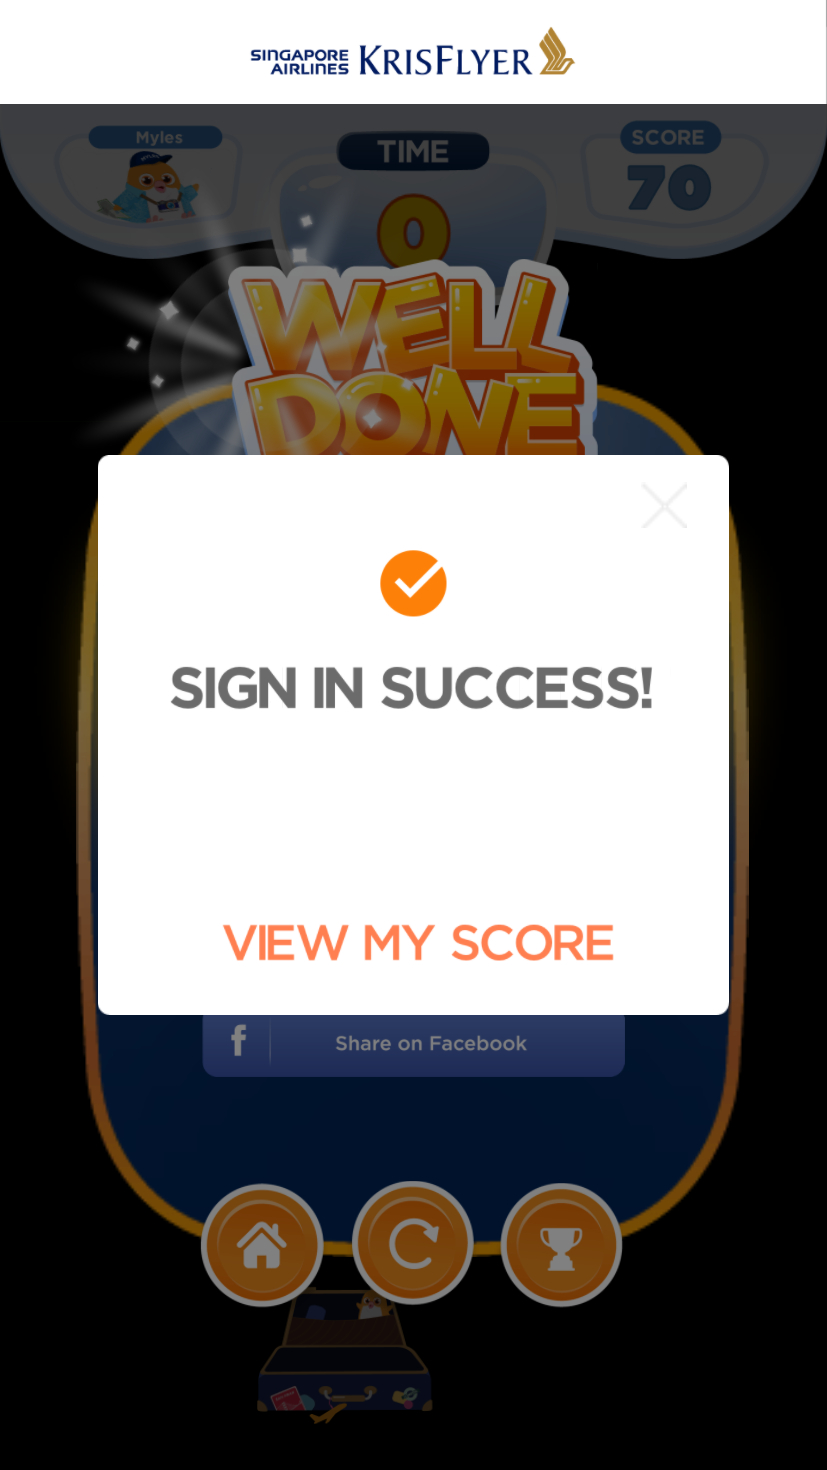 SINGAPORE
AIRLINES KRISFLYER
Myles
TIME
SCORE
70
0
WELL
DONE
SIGN IN SUCCESS!
VIEW MY SCORE
f Share on Facebook